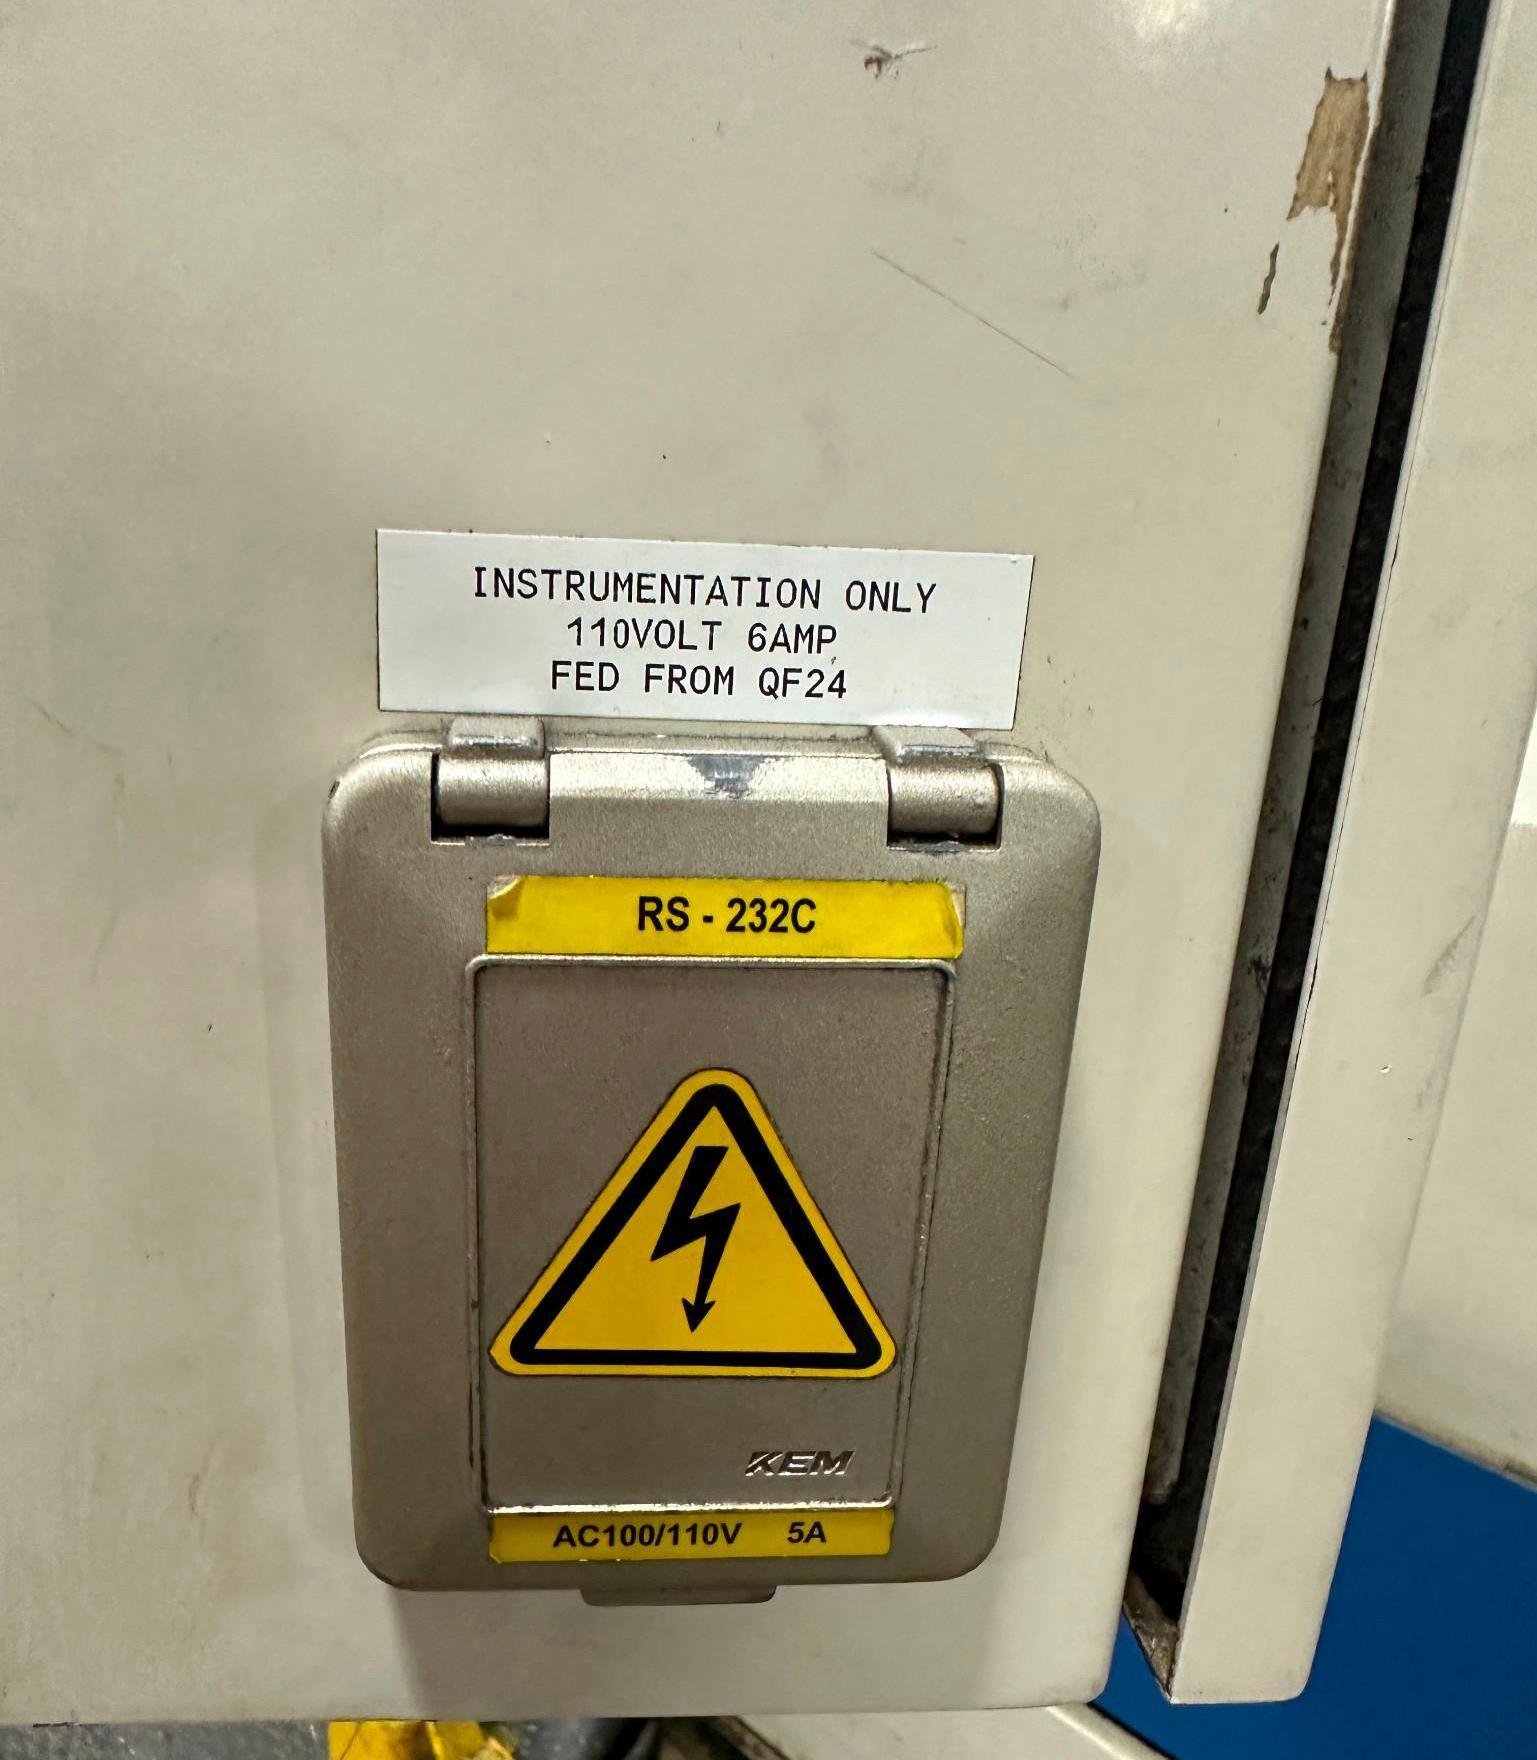 INSTRUMENTATION ONLY
110VOLT 6AMP
FED FROM QF24
RS - 232C
KEM
AC100/110V 5A